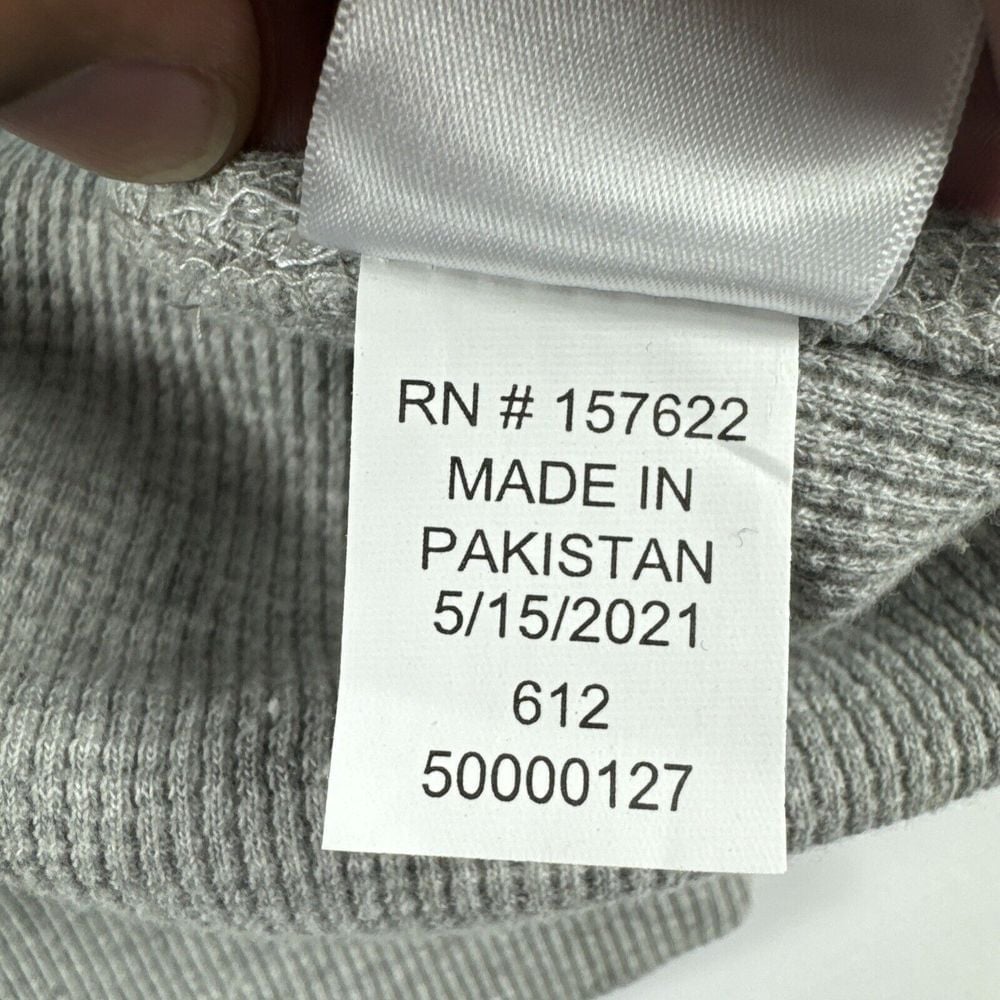 RN # 157622
MADE IN
PAKISTAN
5/15/2021
612
50000127